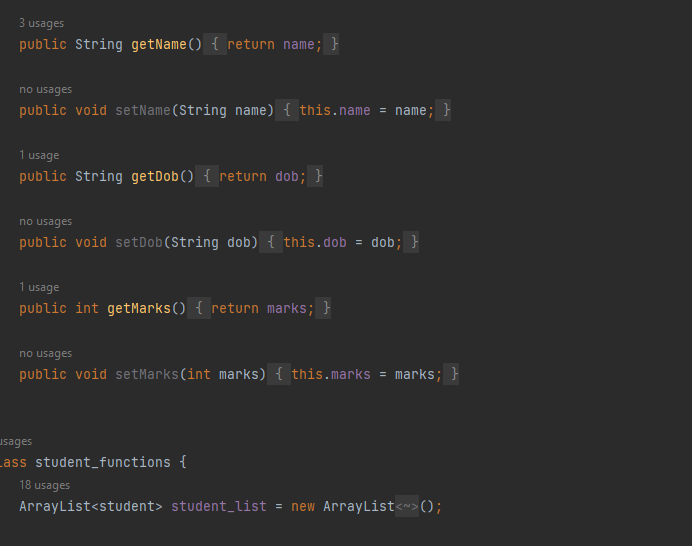 3 usages
public String getName() { return name; }
no usages
public void setName(String name) { this.name = name; }
1 usage
public String getDob() { return dob; }
no usages
public void setDob(String dob) { this.dob = dob; }
1 usage
public int getMarks() { return marks; }
no usages
public void setMarks(int marks) { this.marks = marks; }
usages
lass student_functions {
18 usages
ArrayList<student> student_list = new ArrayList<~>();